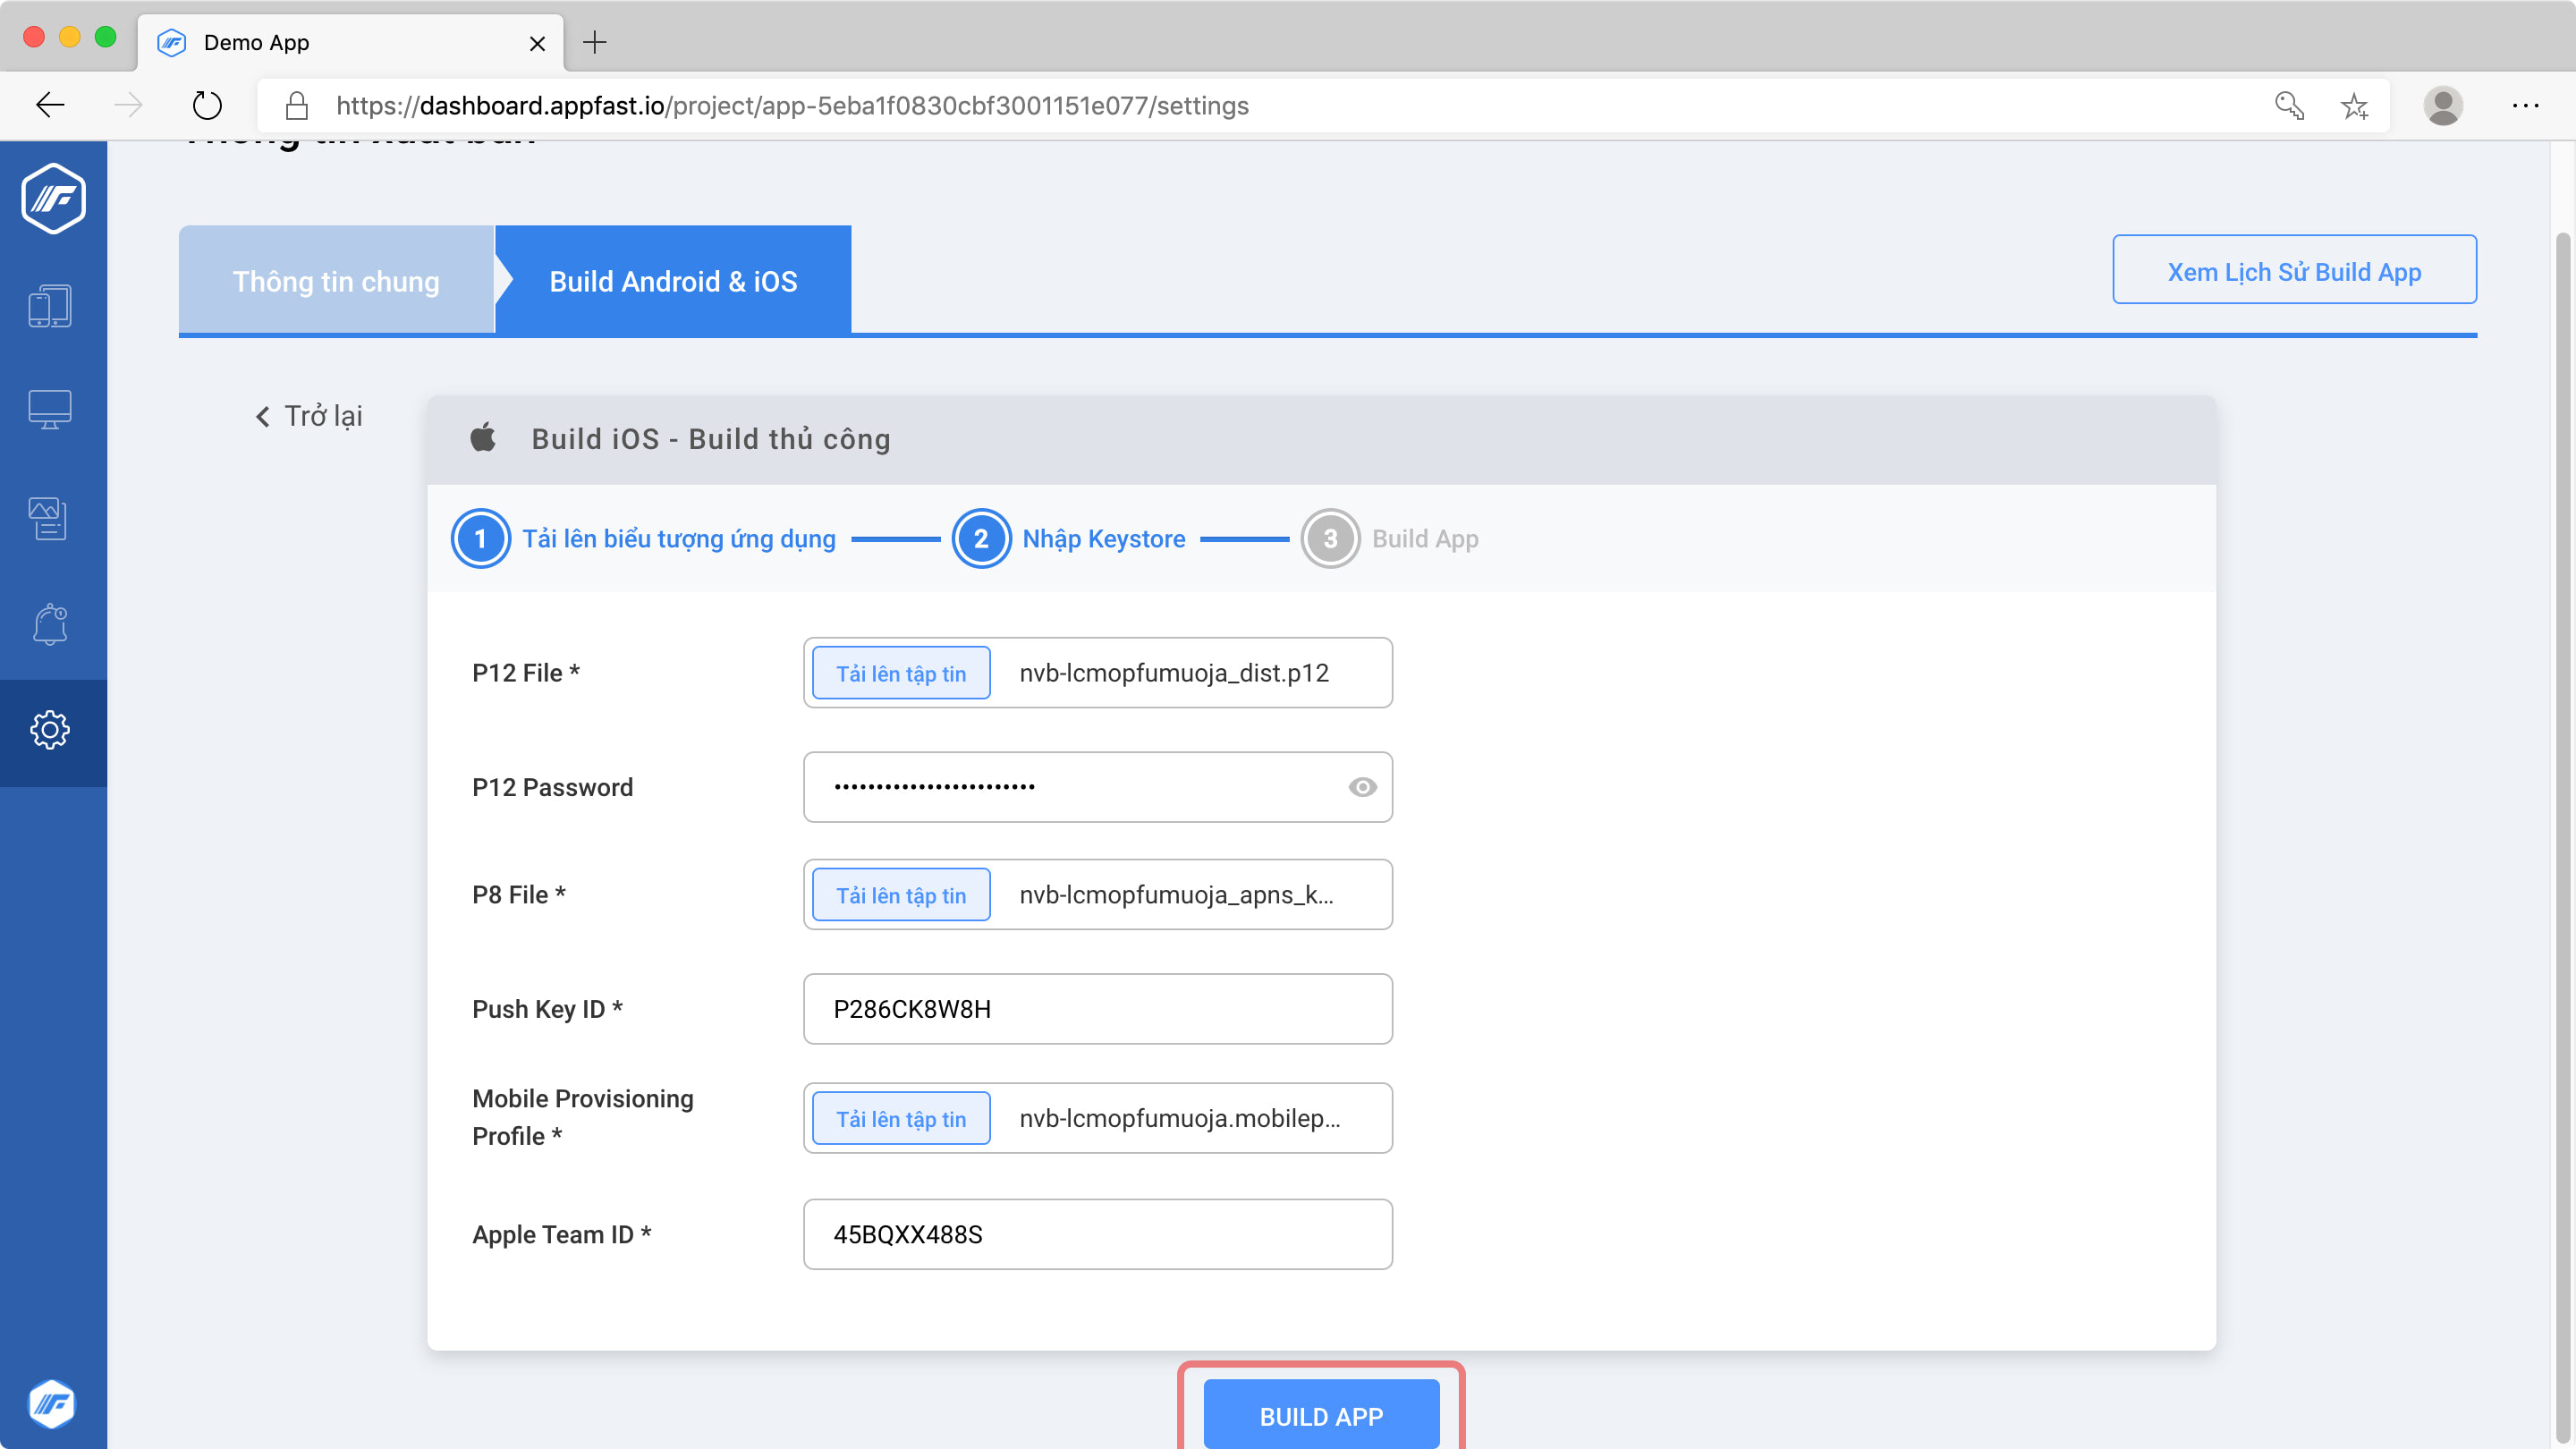 Demo App
https://dashboard.appfast.io/project/app-5eba1f0830cbf3001151e077/settings
Thông tin xuất bản
Thông tin chung
Build Android & iOS
Xem Lịch Sử Build App
Trở lại
Build iOS - Build thủ công
1 Tải lên biểu tượng ứng dụng
2 Nhập Keystore
3 Build App
P12 File *
Tải lên tập tin
nvb-lcmopfumuoja_dist.p12
P12 Password
••••••••••••••••••••••••
P8 File *
Tải lên tập tin
nvb-lcmopfumuoja_apns_k...
Push Key ID *
P286CK8W8H
Mobile Provisioning
Profile *
Tải lên tập tin
nvb-lcmopfumuoja.mobilep...
Apple Team ID *
45BQXX488S
BUILD APP